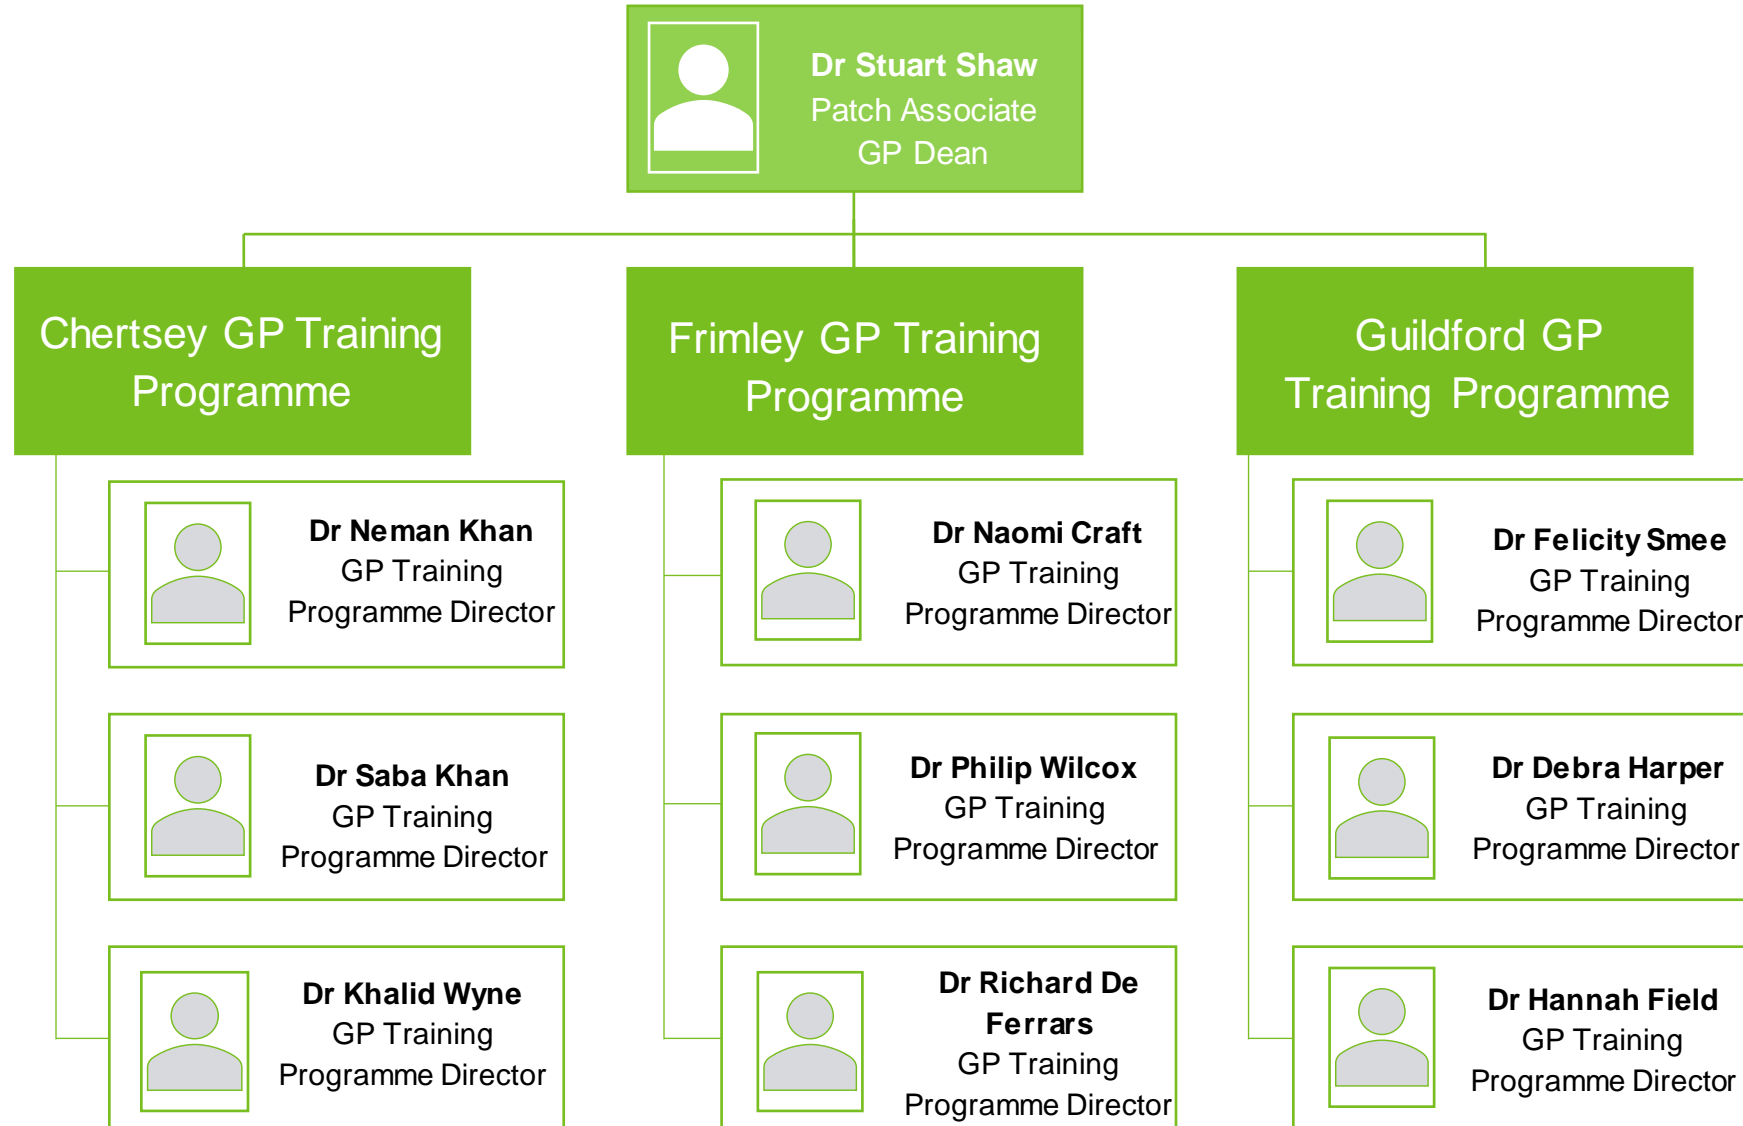 Dr Stuart Shaw
Patch Associate
GP Dean
Chertsey GP Training
Programme
Dr Neman Khan
GP Training
Programme Director
Dr Saba Khan
GP Training
Programme Director
Dr Khalid Wyne
GP Training
Programme Director
Frimley GP Training
Programme
Dr Naomi Craft
GP Training
Programme Director
Dr Philip Wilcox
GP Training
Programme Director
Dr Richard De
Ferrars
GP Training
Programme Director
Guildford GP
Training Programme
Dr Felicity Smee
GP Training
Programme Director
Dr Debra Harper
GP Training
Programme Director
Dr Hannah Field
GP Training
Programme Director